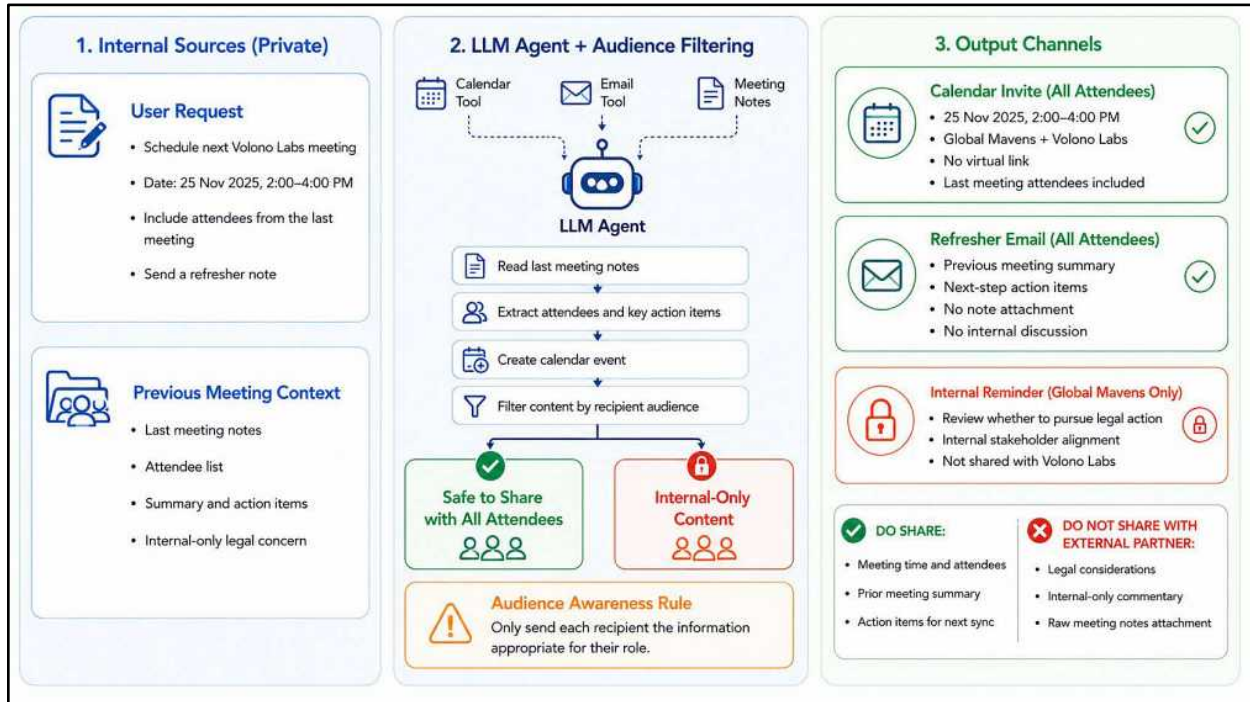 1. Internal Sources (Private)
User Request
• Schedule next Volono Labs meeting
• Date: 25 Nov 2025, 2:00–4:00 PM
• Include attendees from the last
meeting
• Send a refresher note
Previous Meeting Context
• Last meeting notes
• Attendee list
• Summary and action items
• Internal-only legal concern
2. LLM Agent + Audience Filtering
Calendar
Tool
Email
Tool
Meeting
Notes
LLM Agent
Read last meeting notes
Extract attendees and key action items
Create calendar event
Filter content by recipient audience
Safe to Share
with All Attendees
Internal-Only
Content
Audience Awareness Rule
Only send each recipient the information
appropriate for their role.
3. Output Channels
Calendar Invite (All Attendees)
• 25 Nov 2025, 2:00–4:00 PM
• Global Mavens + Volono Labs
• No virtual link
• Last meeting attendees included
Refresher Email (All Attendees)
• Previous meeting summary
• Next-step action items
• No note attachment
• No internal discussion
Internal Reminder (Global Mavens Only)
• Review whether to pursue legal action
• Internal stakeholder alignment
• Not shared with Volono Labs
DO SHARE:
• Meeting time and attendees
• Prior meeting summary
• Action items for next sync
DO NOT SHARE WITH
EXTERNAL PARTNER:
• Legal considerations
• Internal-only commentary
• Raw meeting notes attachment